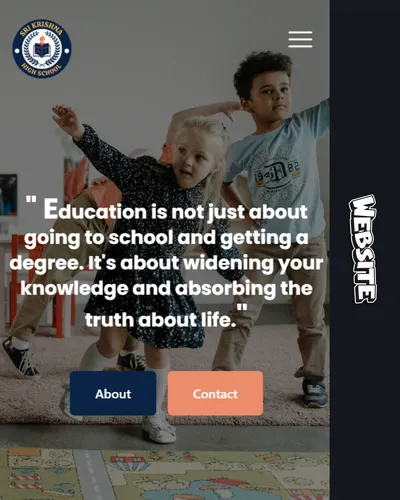 SRI KRISHNA
HIGH SCHOOL
" Education is not just about
going to school and getting a
degree. It's about widening your
knowledge and absorbing the
truth about life."
About
Contact
WEBSITE